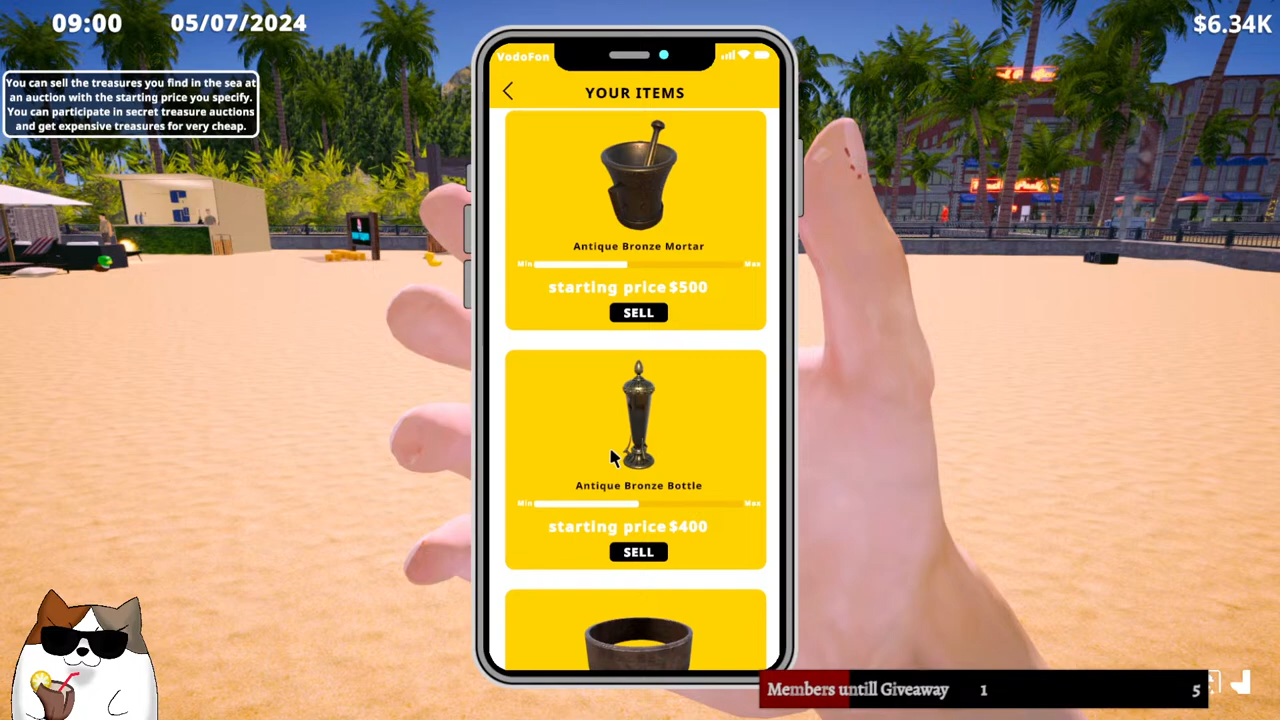 09:00 05/07/2024
$6.34K
You can sell the treasures you find in the sea at
an auction with the starting price you specify.
You can participate in secret treasure auctions
and get expensive treasures for very cheap.
VodoFon
YOUR ITEMS
Antique Bronze Mortar
Min Max
starting price $500
SELL
Antique Bronze Bottle
Min Max
starting price $400
SELL
Members untill Giveaway 1 5